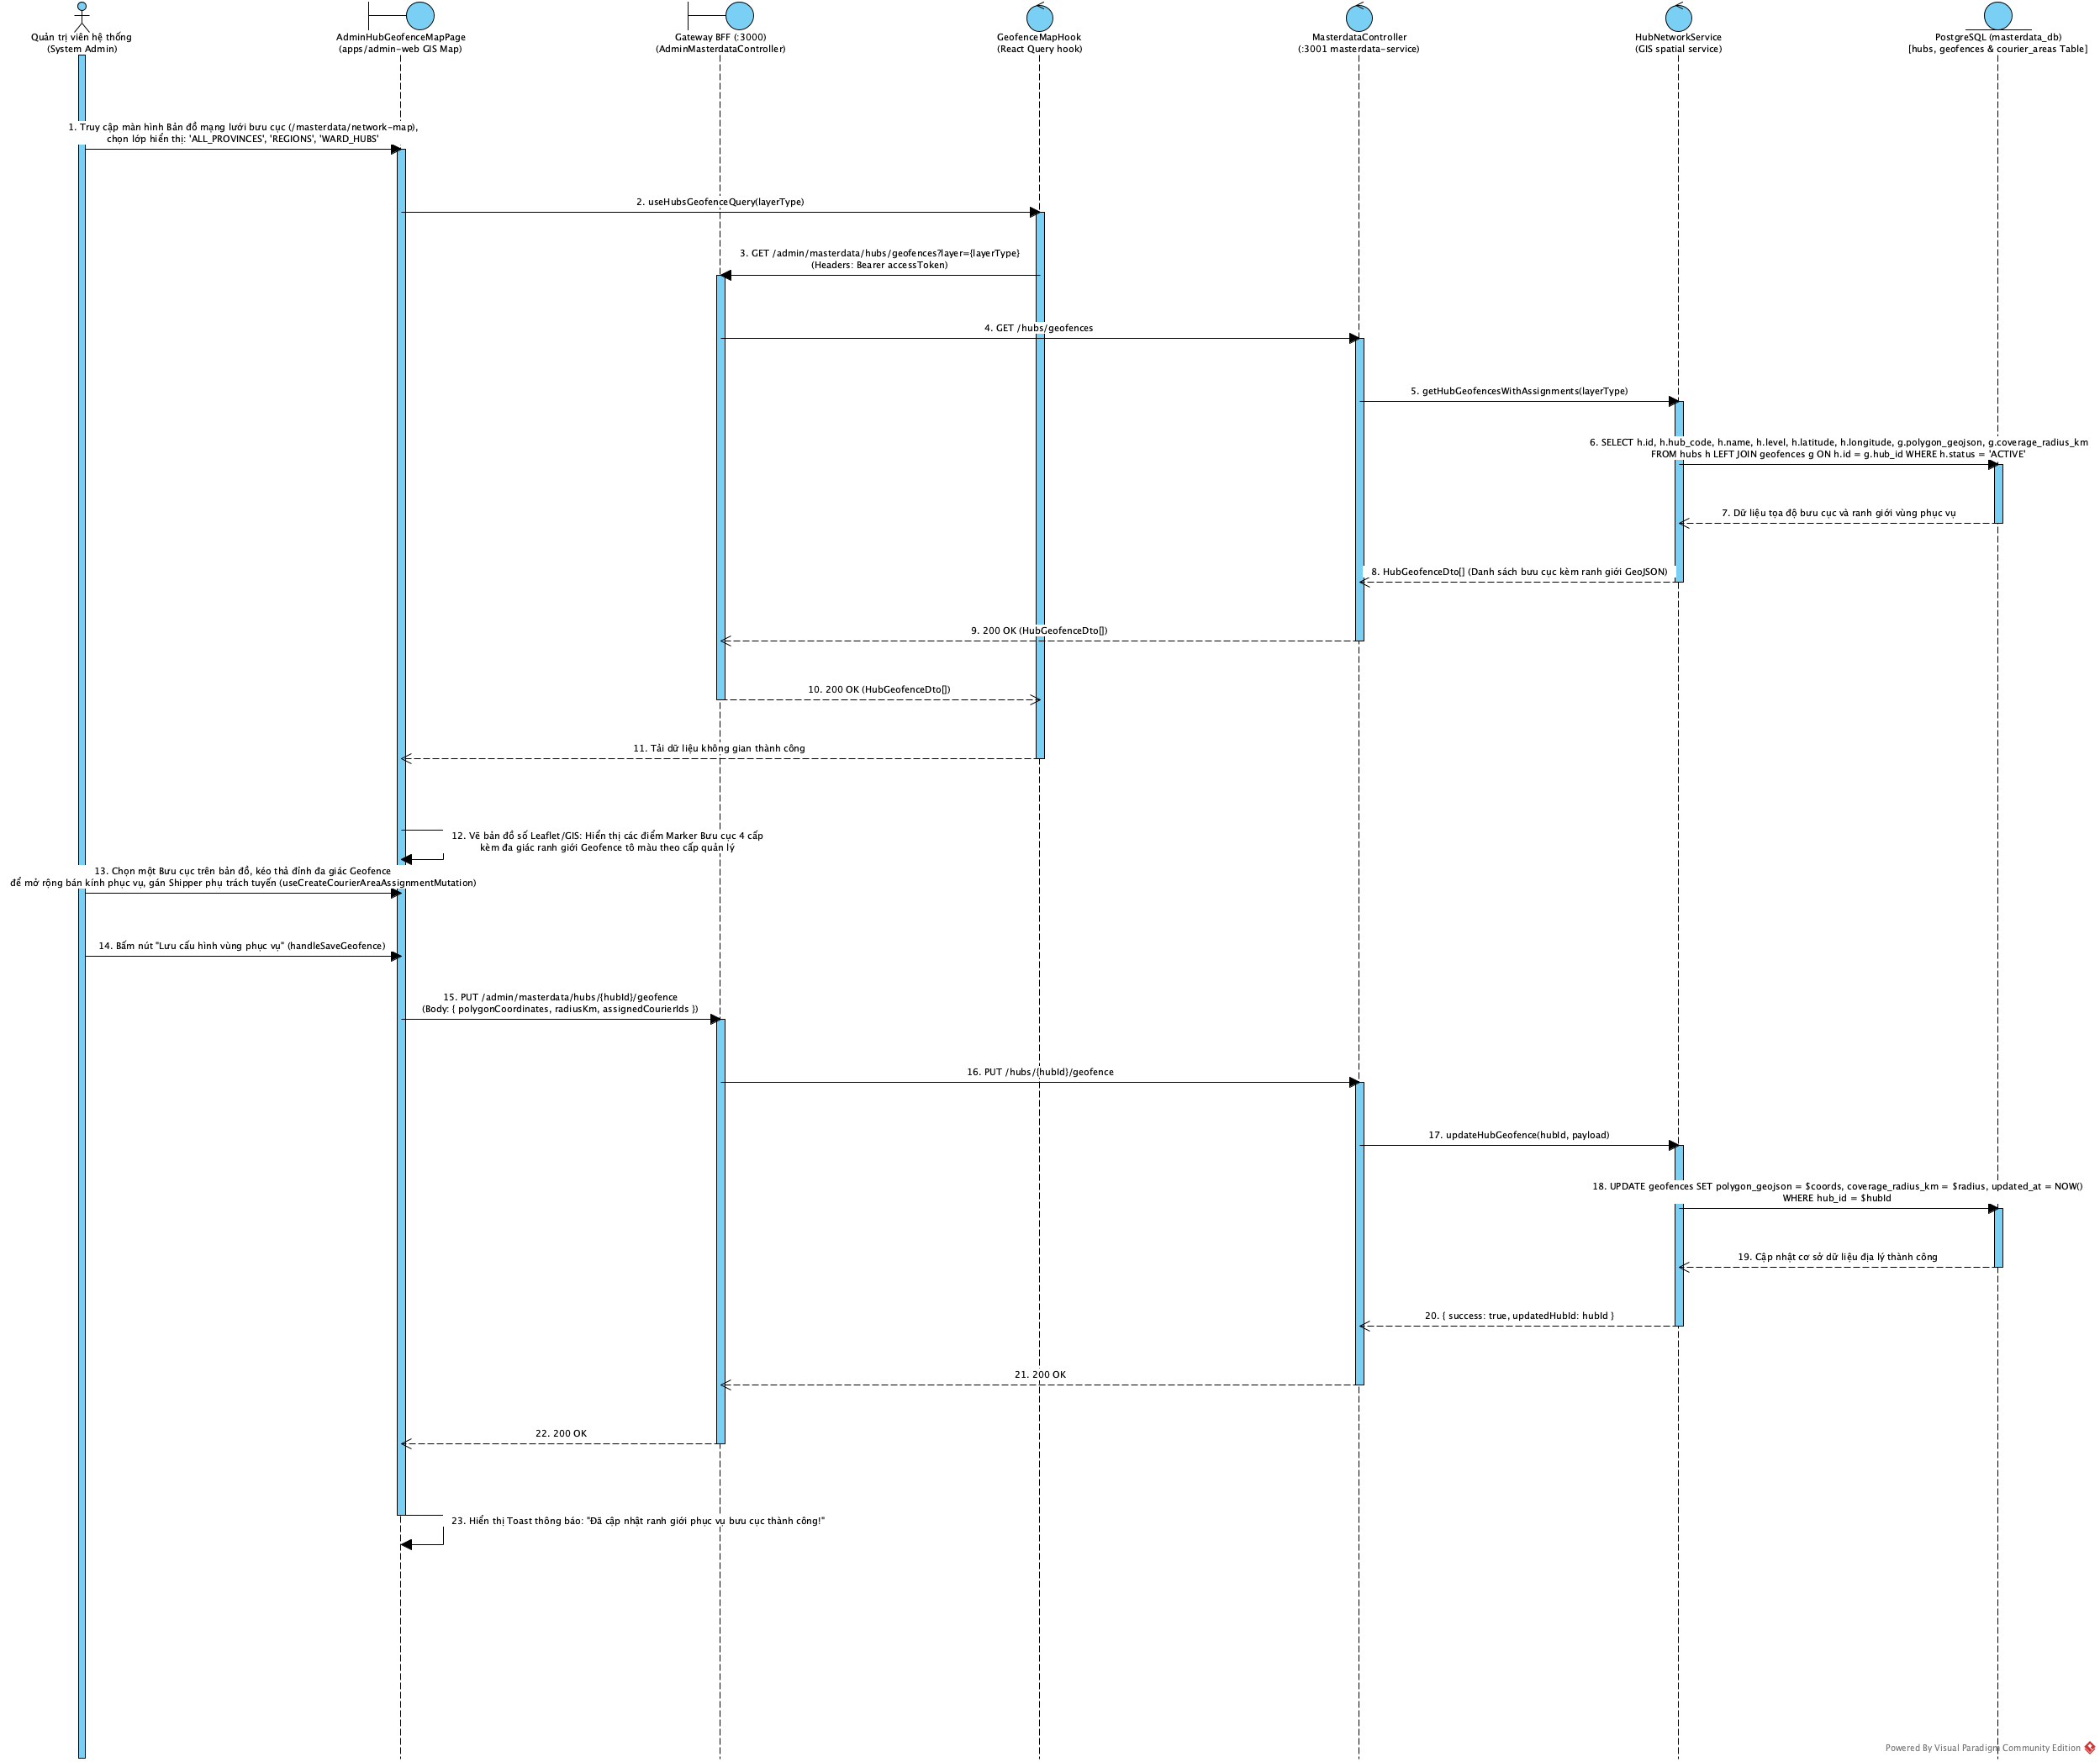 Quản trị viên hệ thống
(System Admin)
AdminHubGeofenceMapPage
(apps/admin-web GIS Map)
Gateway BFF (:3000)
(AdminMasterdataController)
GeofenceMapHook
(React Query hook)
MasterdataController
(:3001 masterdata-service)
HubNetworkService
(GIS spatial service)
PostgreSQL (masterdata_db)
[hubs, geofences & courier_areas Table]
1. Truy cập màn hình Bản đồ mạng lưới bưu cục (/masterdata/network-map),
chọn lớp hiển thị: 'ALL_PROVINCES', 'REGIONS', 'WARD_HUBS'
2. useHubsGeofenceQuery(layerType)
3. GET /admin/masterdata/hubs/geofences?layer={layerType}
(Headers: Bearer accessToken)
4. GET /hubs/geofences
5. getHubGeofencesWithAssignments(layerType)
6. SELECT h.id, h.hub_code, h.name, h.level, h.latitude, h.longitude, g.polygon_geojson, g.coverage_radius_km
FROM hubs h LEFT JOIN geofences g ON h.id = g.hub_id WHERE h.status = 'ACTIVE'
7. Dữ liệu tọa độ bưu cục và ranh giới vùng phục vụ
8. HubGeofenceDto[] (Danh sách bưu cục kèm ranh giới GeoJSON)
9. 200 OK (HubGeofenceDto[])
10. 200 OK (HubGeofenceDto[])
11. Tải dữ liệu không gian thành công
12. Vẽ bản đồ số Leaflet/GIS: Hiển thị các điểm Marker Bưu cục 4 cấp
kèm đa giác ranh giới Geofence tô màu theo cấp quản lý
13. Chọn một Bưu cục trên bản đồ, kéo thả đỉnh đa giác Geofence
để mở rộng bán kính phục vụ, gán Shipper phụ trách tuyến (useCreateCourierAreaAssignmentMutation)
14. Bấm nút "Lưu cấu hình vùng phục vụ" (handleSaveGeofence)
15. PUT /admin/masterdata/hubs/{hubId}/geofence
(Body: { polygonCoordinates, radiusKm, assignedCourierIds })
16. PUT /hubs/{hubId}/geofence
17. updateHubGeofence(hubId, payload)
18. UPDATE geofences SET polygon_geojson = $coords, coverage_radius_km = $radius, updated_at = NOW()
WHERE hub_id = $hubId
19. Cập nhật cơ sở dữ liệu địa lý thành công
20. { success: true, updatedHubId: hubId }
21. 200 OK
22. 200 OK
23. Hiển thị Toast thông báo: "Đã cập nhật ranh giới phục vụ bưu cục thành công!"
Powered By Visual Paradigm Community Edition